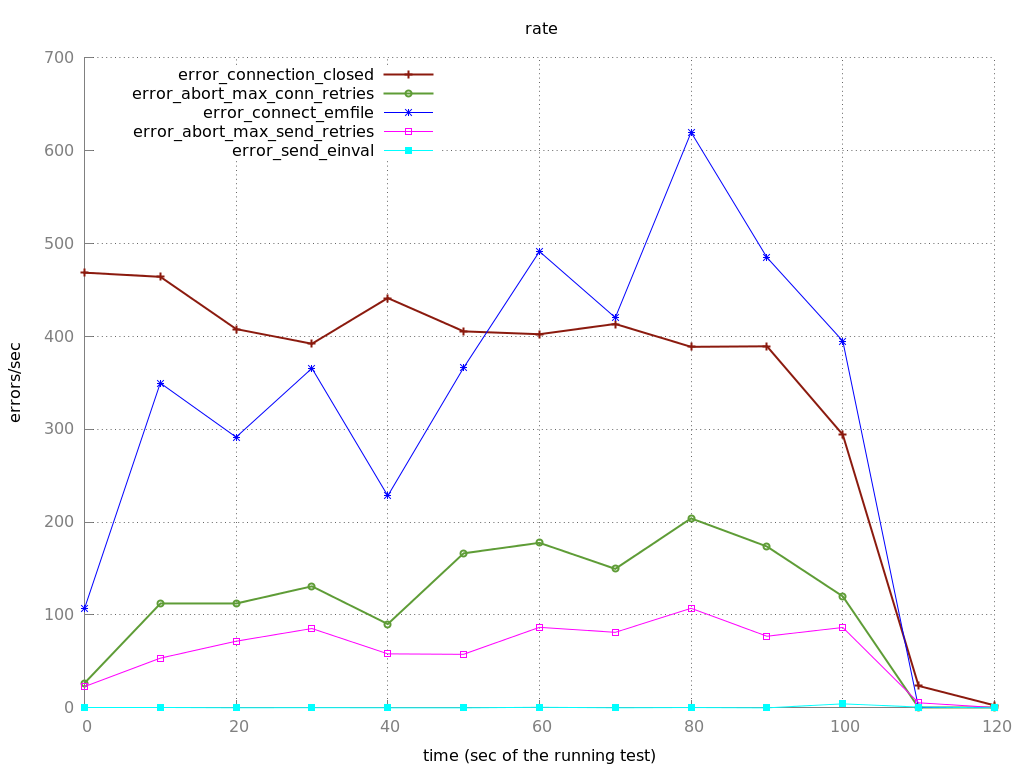 rate
700
600
500
400
300
200
100
0
error_connection_closed
error_abort_max_conn_retries
error_connect_emfile
error_abort_max_send_retries
error_send_einval
errors/sec
0 20 40 60 80 100 120
time (sec of the running test)